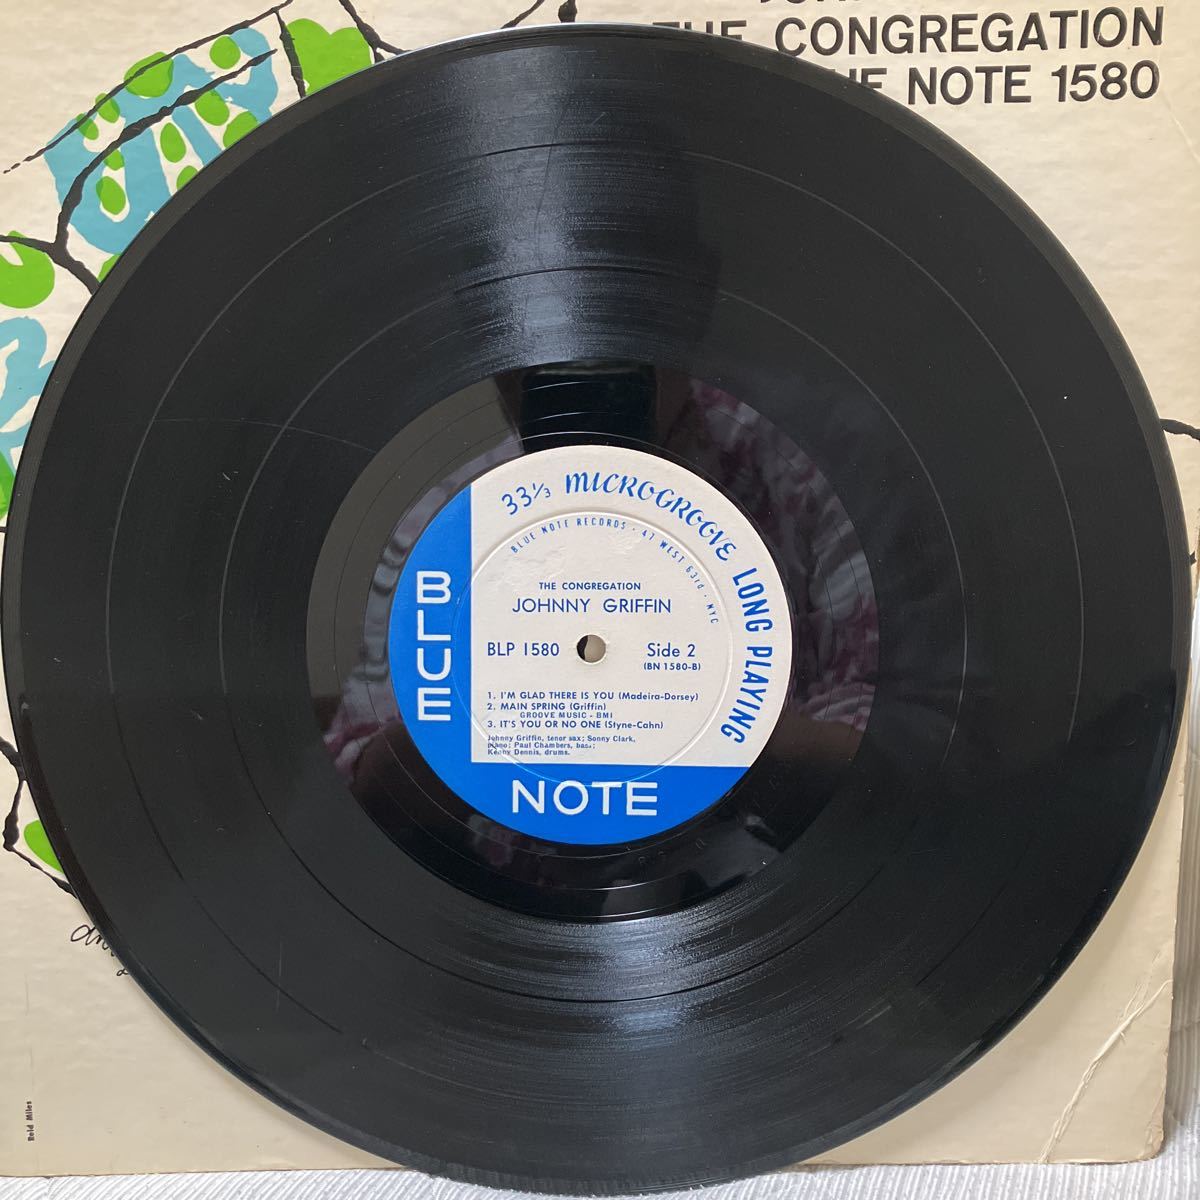 THE CONGREGATION
NOTE 1580
33 1/3 MICROGROOVE LONG PLAYING
BLUE NOTE RECORDS · 47 WEST 63rd · NYC
THE CONGREGATION
JOHNNY GRIFFIN
BLP 1580 Side 2
(BN 1580-B)
1. I'M GLAD THERE IS YOU (Madeira-Dorsey)
2. MAIN SPRING (Griffin)
GROOVE MUSIC - BMI
3. IT'S YOU OR NO ONE (Styne-Cahn)
Johnny Griffin, tenor sax; Sonny Clark,
piano; Paul Chambers, bass;
Kenny Dennis, drums.
BLUE
NOTE
Reid Miles